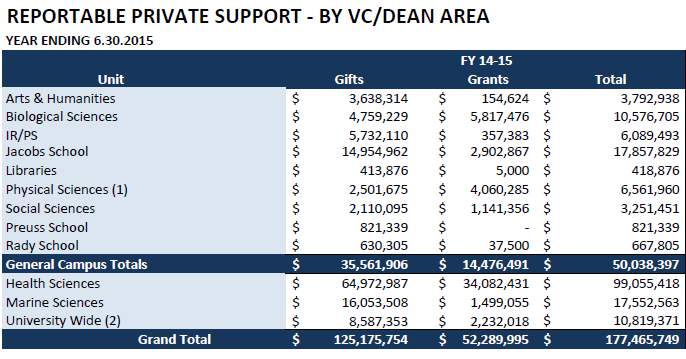 REPORTABLE PRIVATE SUPPORT - BY VC/DEAN AREA
YEAR ENDING 6.30.2015
FY 14-15
Unit Gifts Grants Total
Arts & Humanities $ 3,638,314 $ 154,624 $ 3,792,938
Biological Sciences $ 4,759,229 $ 5,817,476 $ 10,576,705
IR/PS $ 5,732,110 $ 357,383 $ 6,089,493
Jacobs School $ 14,954,962 $ 2,902,867 $ 17,857,829
Libraries $ 413,876 $ 5,000 $ 418,876
Physical Sciences (1) $ 2,501,675 $ 4,060,285 $ 6,561,960
Social Sciences $ 2,110,095 $ 1,141,356 $ 3,251,451
Preuss School $ 821,339 $ - $ 821,339
Rady School $ 630,305 $ 37,500 $ 667,805
General Campus Totals $ 35,561,906 $ 14,476,491 $ 50,038,397
Health Sciences $ 64,972,987 $ 34,082,431 $ 99,055,418
Marine Sciences $ 16,053,508 $ 1,499,055 $ 17,552,563
University Wide (2) $ 8,587,353 $ 2,232,018 $ 10,819,371
Grand Total $ 125,175,754 $ 52,289,995 $ 177,465,749